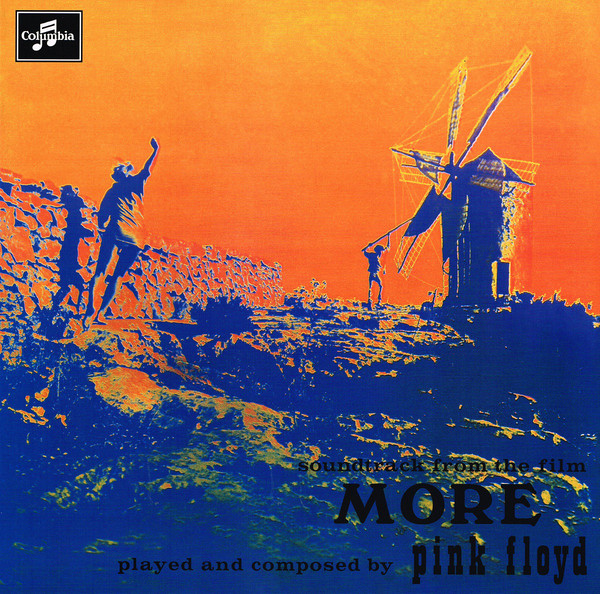 Columbia
soundtrack from the film
MORE
played and composed by pink floyd